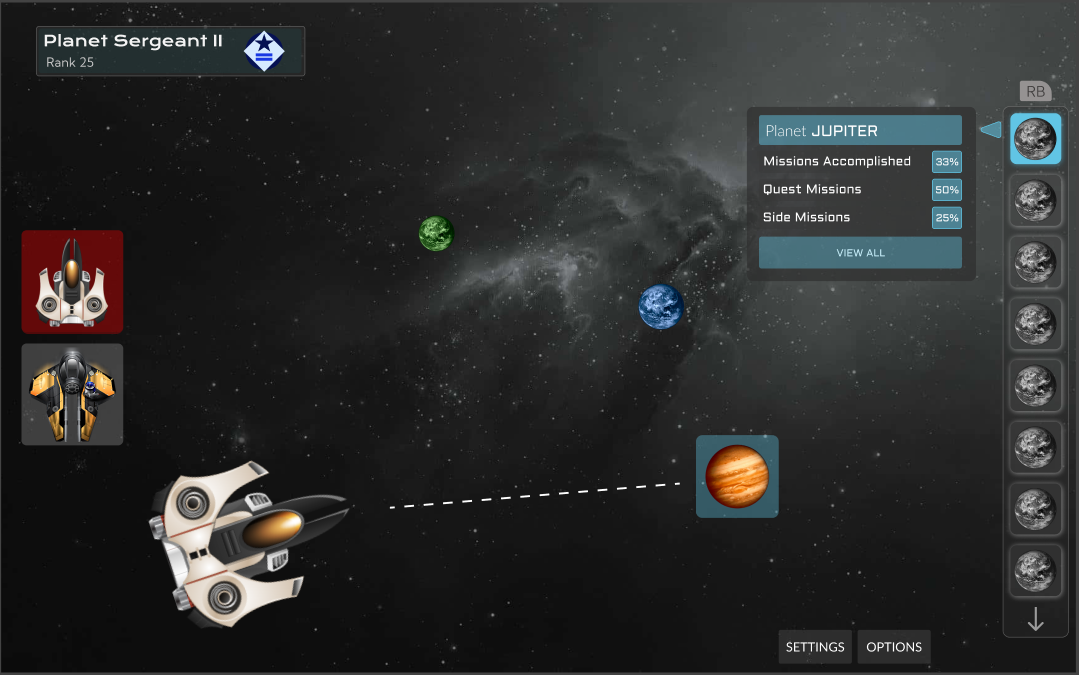 Planet Sergeant II
Rank 25
RB
Planet JUPITER
Missions Accomplished 33%
Quest Missions 50%
Side Missions 25%
VIEW ALL
SETTINGS OPTIONS